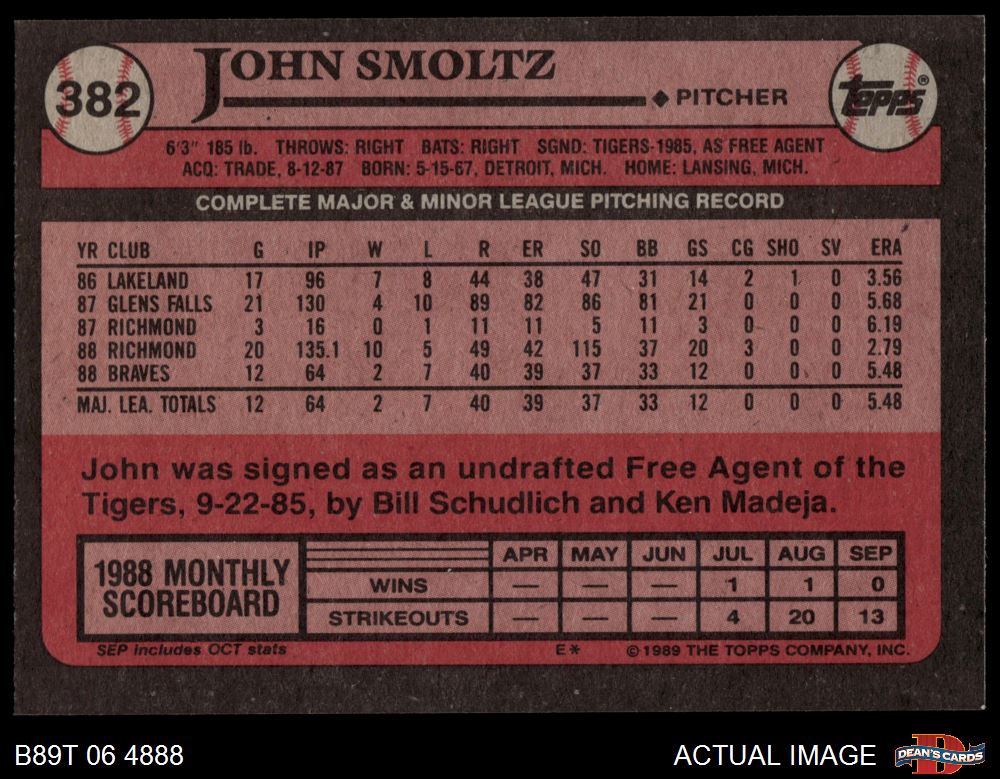 382
JOHN SMOLTZ
PITCHER
TOPPS®
6'3" 185 lb. THROWS: RIGHT BATS: RIGHT SGND: TIGERS-1985, AS FREE AGENT
ACQ: TRADE, 8-12-87 BORN: 5-15-67, DETROIT, MICH. HOME: LANSING, MICH.
COMPLETE MAJOR & MINOR LEAGUE PITCHING RECORD
YR CLUB G IP W L R ER SO BB GS CG SHO SV ERA
86 LAKELAND 17 96 7 8 44 38 47 31 14 2 1 0 3.56
87 GLENS FALLS 21 130 4 10 89 82 86 81 21 0 0 0 5.68
87 RICHMOND 3 16 0 1 11 11 5 11 3 0 0 0 6.19
88 RICHMOND 20 135.1 10 5 49 42 115 37 20 3 0 0 2.79
88 BRAVES 12 64 2 7 40 39 37 33 12 0 0 0 5.48
MAJ. LEA. TOTALS 12 64 2 7 40 39 37 33 12 0 0 0 5.48
John was signed as an undrafted Free Agent of the
Tigers, 9-22-85, by Bill Schudlich and Ken Madeja.
1988 MONTHLY
SCOREBOARD
APR MAY JUN JUL AUG SEP
WINS — — — 1 1 0
STRIKEOUTS — — — 4 20 13
SEP includes OCT stats E* © 1989 THE TOPPS COMPANY, INC.
B89T 06 4888
ACTUAL IMAGE
D
DEAN'S CARDS